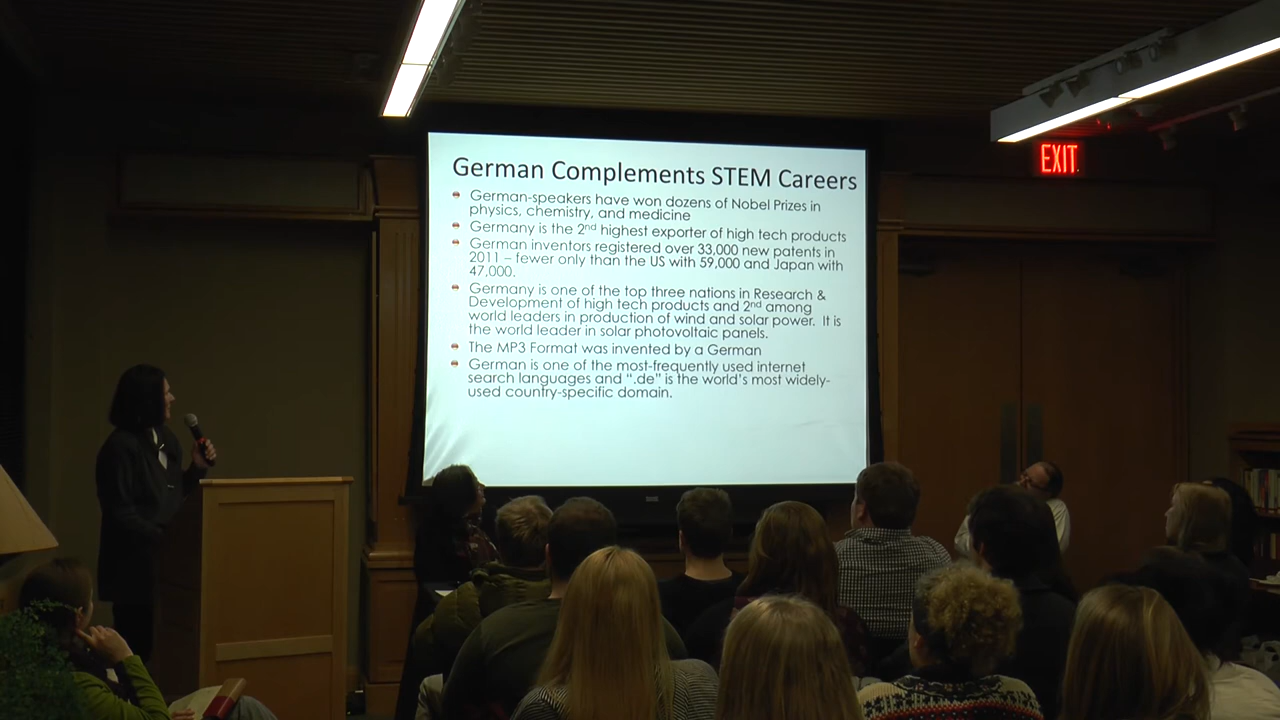 German Complements STEM Careers
German-speakers have won dozens of Nobel Prizes in
physics, chemistry, and medicine
Germany is the 2nd highest exporter of high tech products
German inventors registered over 33,000 new patents in
2011 – fewer only than the US with 59,000 and Japan with
47,000.
Germany is one of the top three nations in Research &
Development of high tech products and 2nd among
world leaders in production of wind and solar power. It is
the world leader in solar photovoltaic panels.
The MP3 Format was invented by a German
German is one of the most-frequently used internet
search languages and “.de” is the world’s most widely-
used country-specific domain.
EXIT